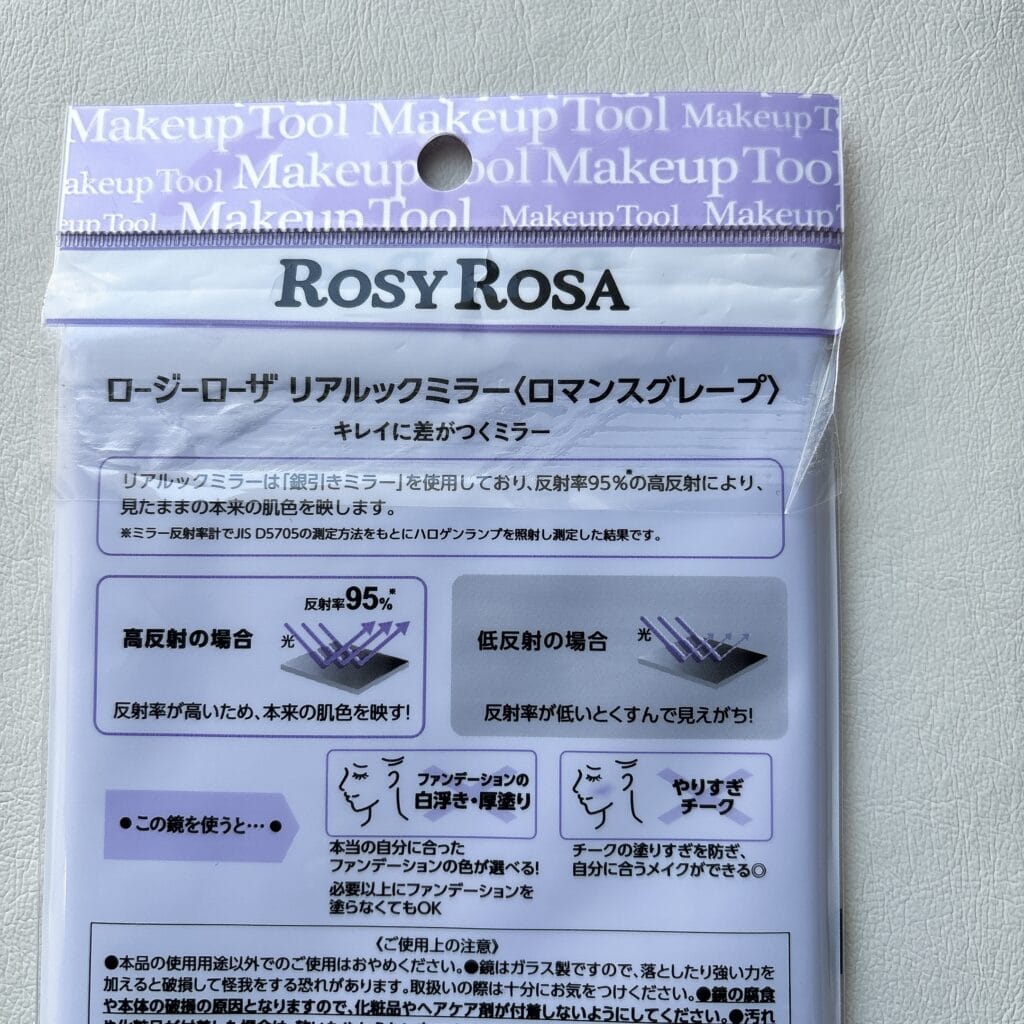 Makeup Tool Makeup Tool Makeup T
akeup Tool Makeup ool Makeup Tool
eup Tool Makeup Tool Makeup Tool Makeup
ROSY ROSA
ロージーローザ リアルックミラー〈ロマンスグレープ〉
キレイに差がつくミラー
リアルックミラーは「銀引きミラー」を使用しており、反射率95%※の高反射により、
見たままの本来の肌色を映します。
※ミラー反射率計でJIS D5705の測定方法をもとにハロゲンランプを照射し測定した結果です。
反射率95%※
高反射の場合
光
反射率が高いため、本来の肌色を映す!
低反射の場合
光
反射率が低いとくすんで見えがち!
●この鏡を使うと…●
ファンデーションの
白浮き・厚塗り
本当の自分に合った
ファンデーションの色が選べる!
必要以上にファンデーションを
塗らなくてもOK
やりすぎ
チーク
チークの塗りすぎを防ぎ、
自分に合うメイクができる◎
《ご使用上の注意》
●本品の使用用途以外でのご使用はおやめください。●鏡はガラス製ですので、落としたり強い力を
加えると破損して怪我をする恐れがあります。取扱いの際は十分にお気をつけください。●鏡の腐食
や本体の破損の原因となりますので、化粧品やヘアケア剤が付着しないようにしてください。●汚れ